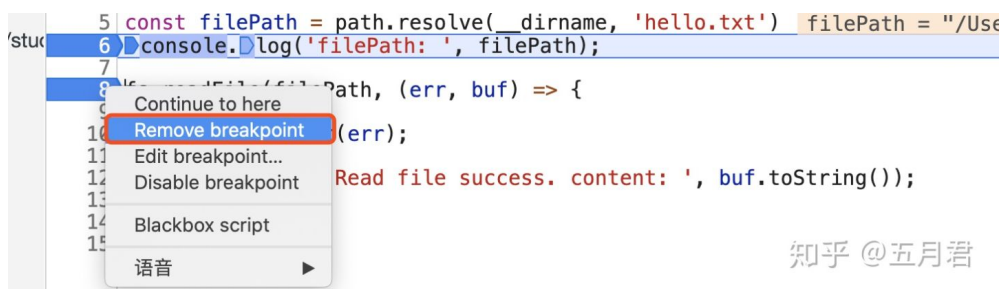 5 const filePath = path.resolve(__dirname, 'hello.txt') filePath = "/Use
/stud
6 console.log('filePath: ', filePath);
7
8 Path, (err, buf) => {
Continue to here
Remove breakpoint
10 (err);
Edit breakpoint...
11
Disable breakpoint
12 Read file success. content: ', buf.toString());
13
Blackbox script
14
15
语音
知乎 @五月君